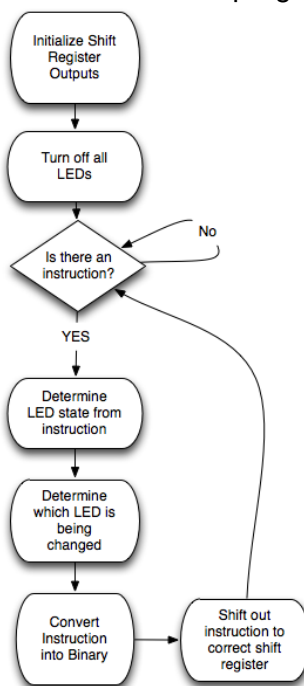 Initialize Shift
Register
Outputs
Turn off all
LEDs
Is there an
instruction?
No
YES
Determine
LED state from
instruction
Determine
which LED is
being
changed
Convert
Instruction
into Binary
Shift out
instruction to
correct shift
register